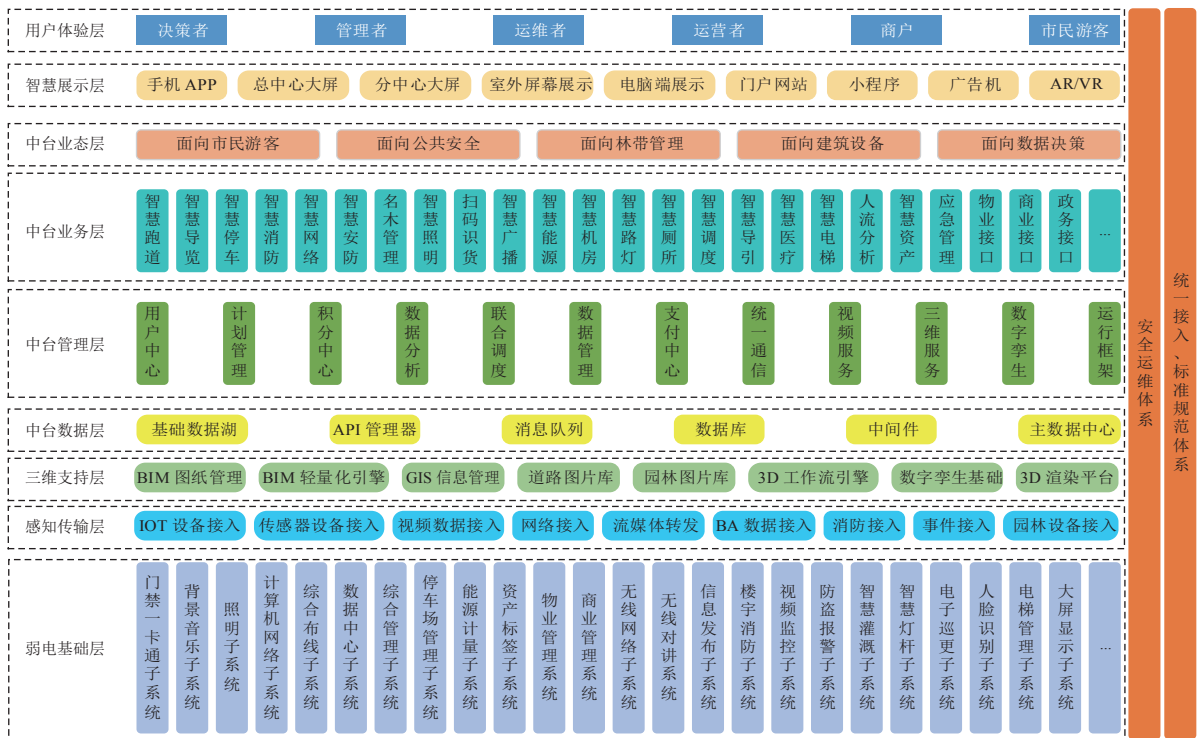 用户体验层
决策者
管理者
运维者
运营者
商户
市民游客
智慧展示层
手机 APP
总中心大屏
分中心大屏
室外屏幕展示
电脑端展示
门户网站
小程序
广告机
AR/VR
中台业态层
面向市民游客
面向公共安全
面向林带管理
面向建筑设备
面向数据决策
中台业务层
智慧跑道
智慧导览
智慧停车
智慧消防
智慧网络
智慧安防
名木管理
智慧照明
扫码识货
智慧广播
智慧能源
智慧机房
智慧路灯
智慧厕所
智慧调度
智慧导引
智慧医疗
智慧电梯
人流分析
智慧资产
应急管理
物业接口
商业接口
政务接口
...
中台管理层
用户中心
计划管理
积分中心
数据分析
联合调度
数据管理
支付中心
统一通信
视频服务
三维服务
数字孪生
运行框架
中台数据层
基础数据湖
API 管理器
消息队列
数据库
中间件
主数据中心
三维支持层
BIM 图纸管理
BIM 轻量化引擎
GIS 信息管理
道路图片库
园林图片库
3D 工作流引擎
数字孪生基础
3D 渲染平台
感知传输层
IOT 设备接入
传感器设备接入
视频数据接入
网络接入
流媒体转发
BA 数据接入
消防接入
事件接入
园林设备接入
弱电基础层
门禁一卡通子系统
背景音乐子系统
照明子系统
计算机网络子系统
综合布线子系统
数据中心子系统
综合管理子系统
停车场管理子系统
能源计量子系统
资产标签子系统
物业管理系统
商业管理系统
无线网络子系统
无线对讲系统
信息发布子系统
楼宇消防子系统
视频监控子系统
防盗报警子系统
智慧灌溉子系统
智慧灯杆子系统
电子巡更子系统
人脸识别子系统
电梯管理子系统
大屏显示子系统
...
安全运维体系
统一接入、标准规范体系